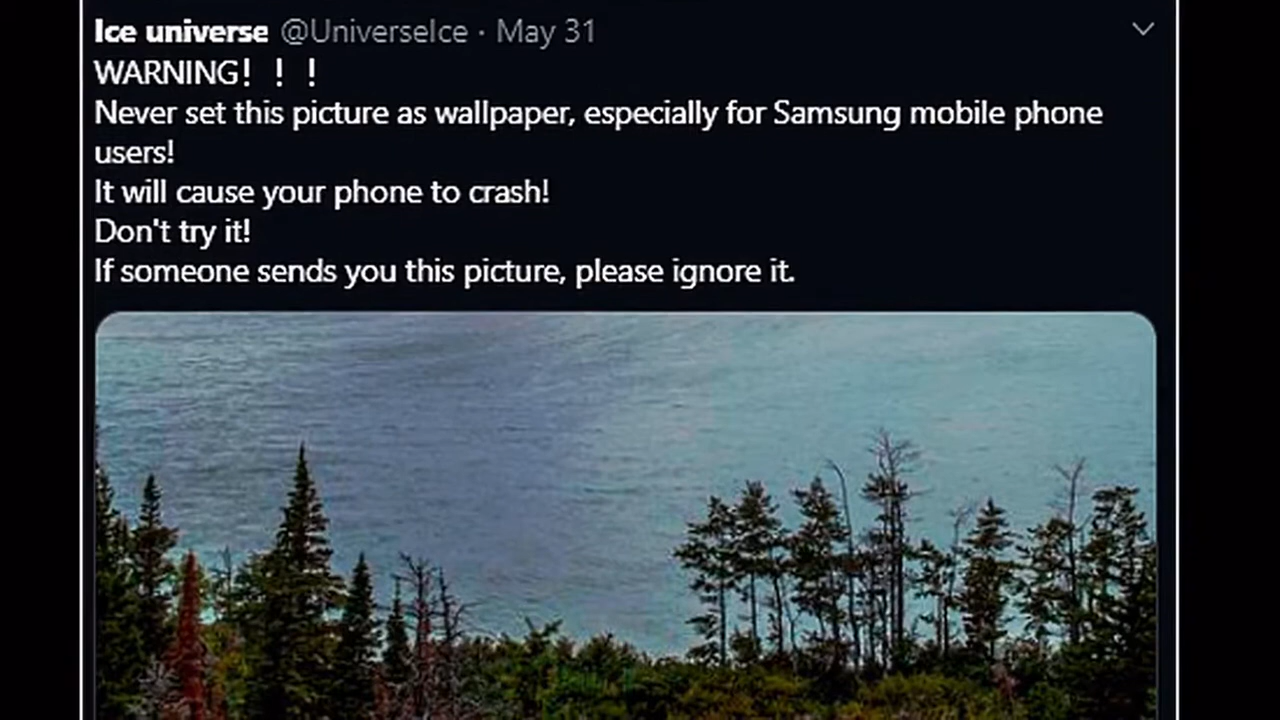 Ice universe @UniverseIce · May 31
WARNING！！！
Never set this picture as wallpaper, especially for Samsung mobile phone
users!
It will cause your phone to crash!
Don't try it!
If someone sends you this picture, please ignore it.